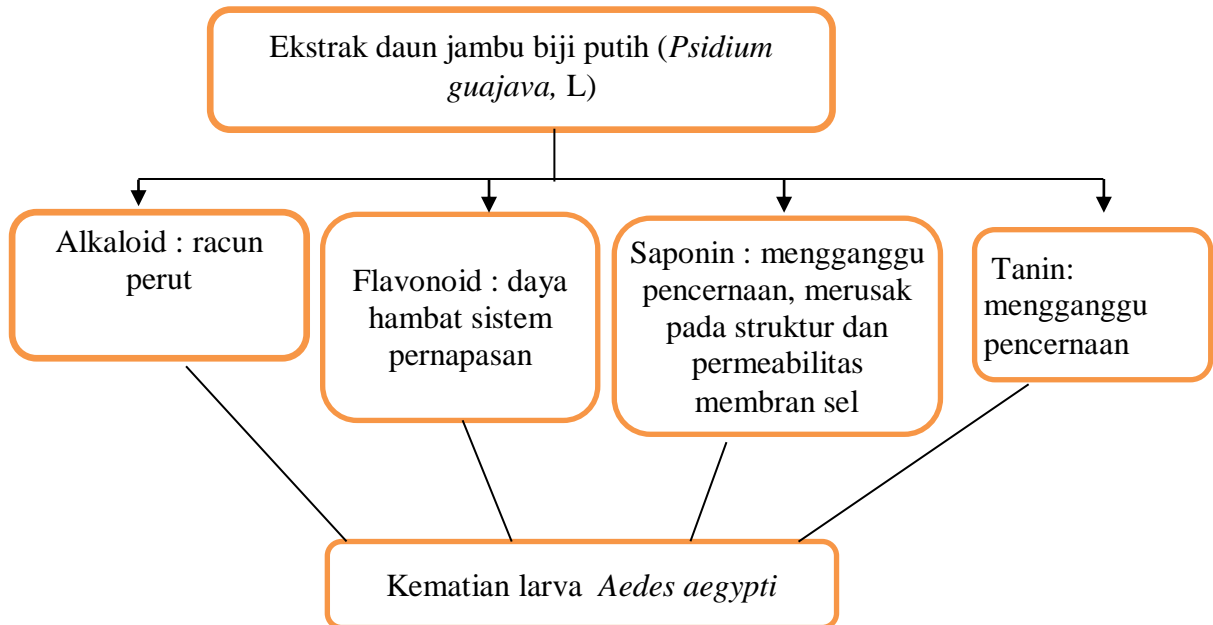 Ekstrak daun jambu biji putih (Psidium
guajava, L)
Alkaloid : racun
perut
Flavonoid : daya
hambat sistem
pernapasan
Saponin : mengganggu
pencernaan, merusak
pada struktur dan
permeabilitas
membran sel
Tanin:
mengganggu
pencernaan
Kematian larva Aedes aegypti